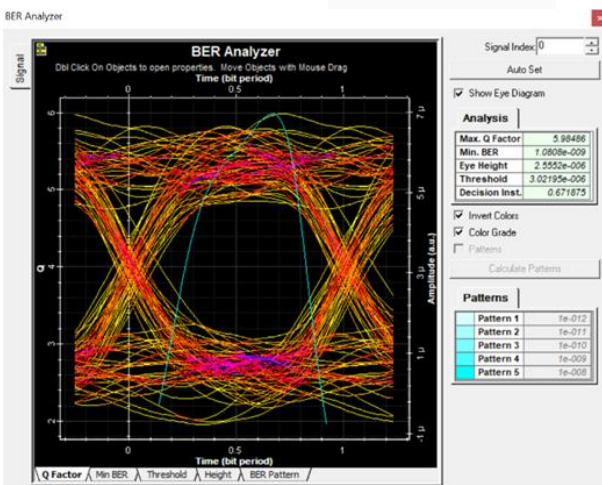 BER Analyzer
Signal
BER Analyzer
Dbl Click On Objects to open properties. Move Objects with Mouse Drag
Time (bit period)
0 0.5 1
Q
6
5
4
3
2
Amplitude (a.u.)
7 µ
5 µ
3 µ
1 µ
-1 µ
0 0.5 1
Time (bit period)
Q Factor
Min BER
Threshold
Height
BER Pattern
Signal Index: 0
Auto Set
Show Eye Diagram
Analysis
Max. Q Factor 5.98486
Min. BER 1.0808e-009
Eye Height 2.5552e-006
Threshold 3.02195e-006
Decision Inst. 0.671875
Invert Colors
Color Grade
Patterns
Calculate Patterns
Patterns
Pattern 1 1e-012
Pattern 2 1e-011
Pattern 3 1e-010
Pattern 4 1e-009
Pattern 5 1e-008